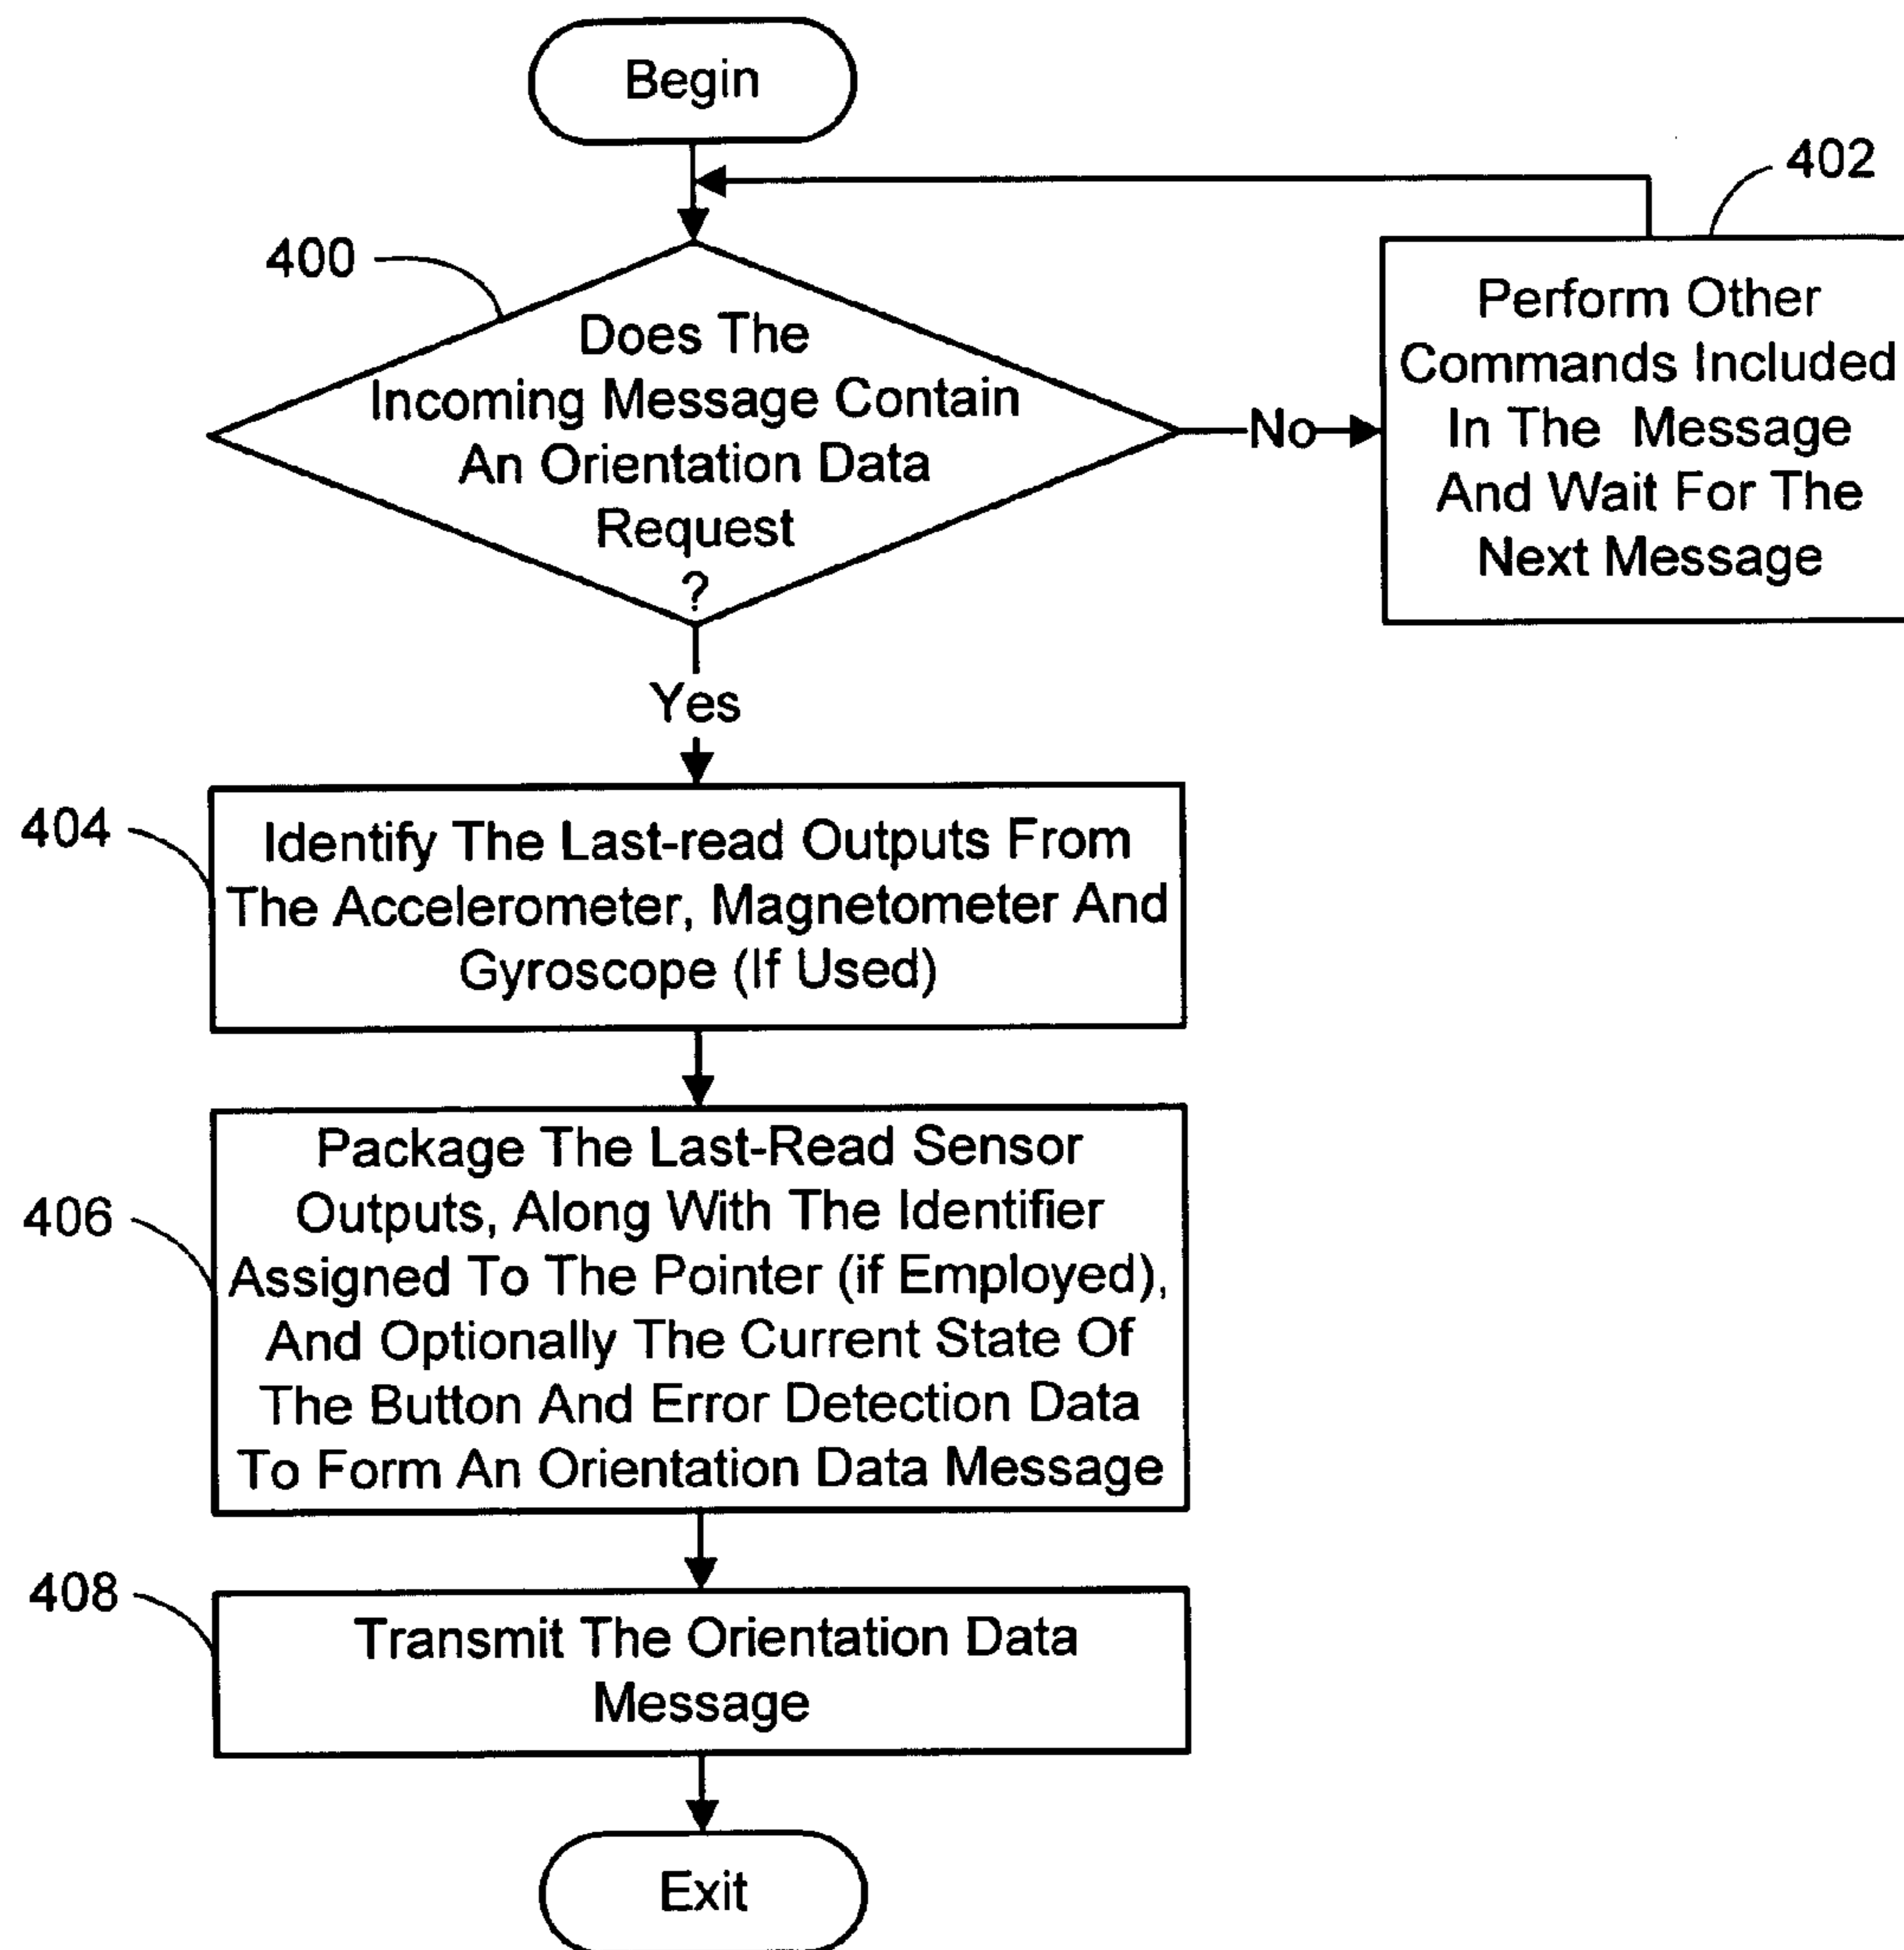 Begin
402
400
Does The
Incoming Message Contain
An Orientation Data
Request
?
No
Perform Other
Commands Included
In The Message
And Wait For The
Next Message
Yes
404
Identify The Last-read Outputs From
The Accelerometer, Magnetometer And
Gyroscope (If Used)
406
Package The Last-Read Sensor
Outputs, Along With The Identifier
Assigned To The Pointer (if Employed),
And Optionally The Current State Of
The Button And Error Detection Data
To Form An Orientation Data Message
408
Transmit The Orientation Data
Message
Exit